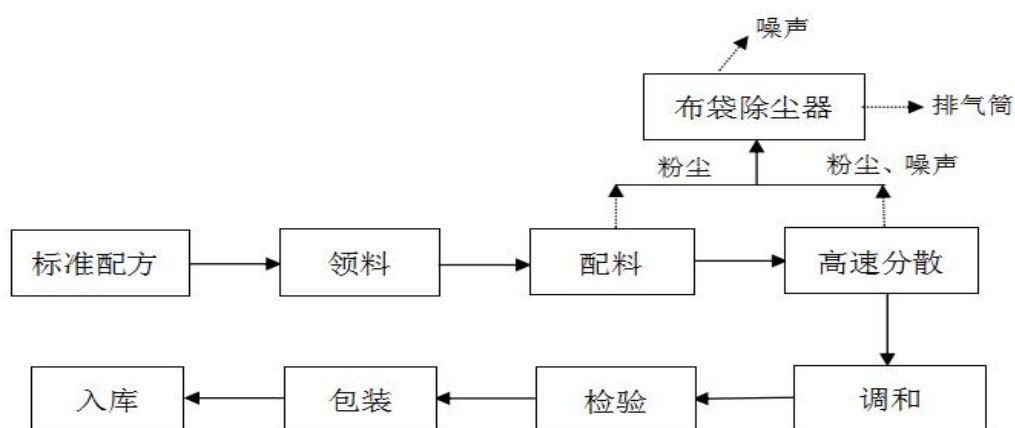 噪声
布袋除尘器
排气筒
粉尘
粉尘、噪声
标准配方
领料
配料
高速分散
入库
包装
检验
调和